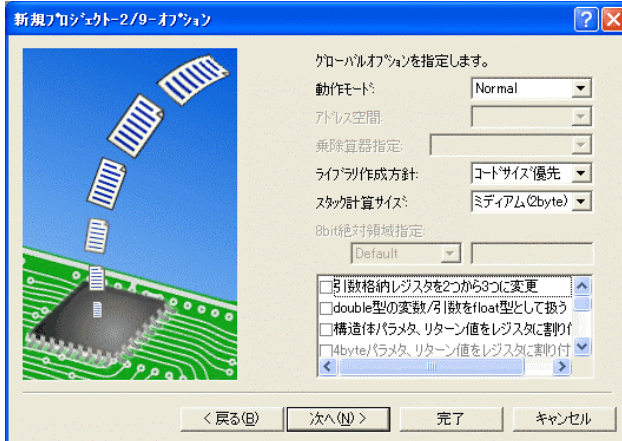 新規ﾌﾟﾛｼﾞｪｸﾄ-2/9-ｵﾌﾟｼｮﾝ
ｸﾞﾛｰﾊﾞﾙｵﾌﾟｼｮﾝを指定します。
動作ﾓｰﾄﾞ: Normal
ｱﾄﾞﾚｽ空間:
乗除算器指定:
ﾗｲﾌﾞﾗﾘ作成方針: ｺｰﾄﾞｻｲｽﾞ優先
ｽﾀｯｸ計算ｻｲｽﾞ: ﾐﾃﾞｨｱﾑ(2byte)
8bit絶対領域指定:
Default
引数格納レジスタを2つから3つに変更
double型の変数/引数をfloat型として扱う
構造体パラメタ、リターン値をレジスタに割り付
4byteパラメタ、リターン値をレジスタに割り付
< 戻る(B) 次へ(N) > 完了 キャンセル